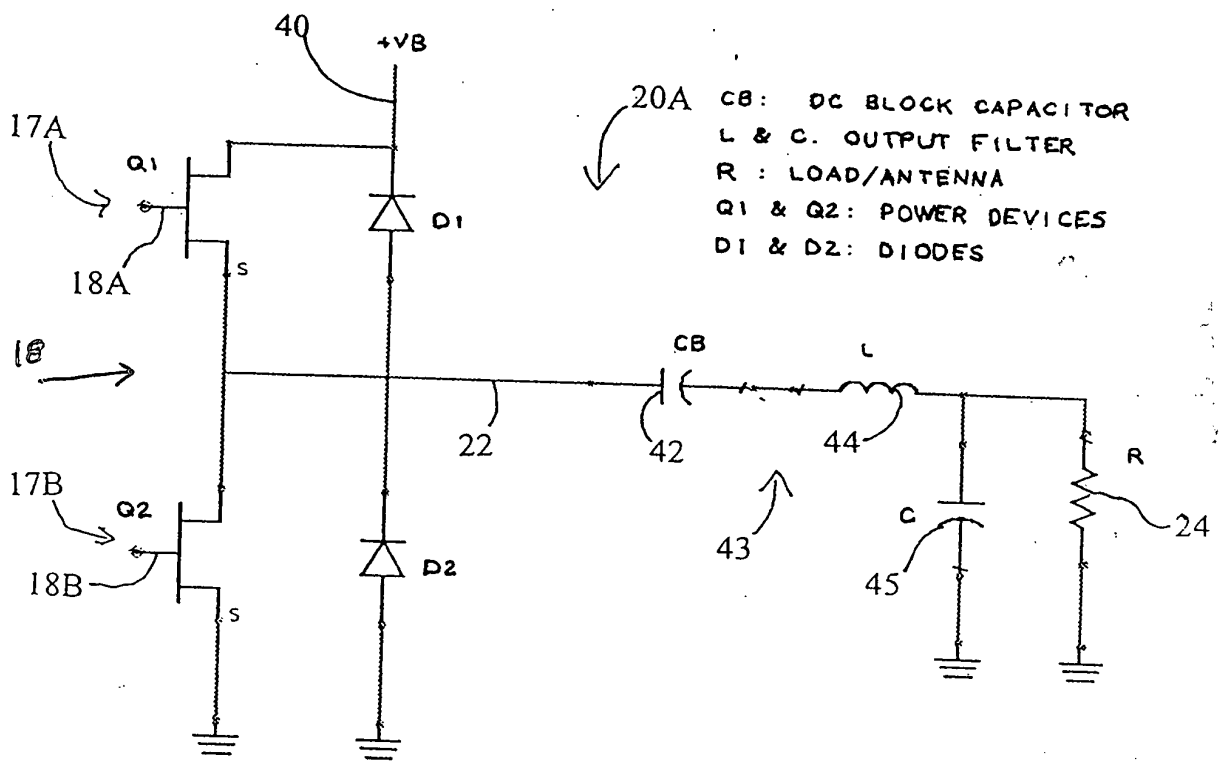 40
+VB
20A
CB: DC BLOCK CAPACITOR
L & C. OUTPUT FILTER
R : LOAD/ANTENNA
Q1 & Q2: POWER DEVICES
D1 & D2: DIODES
17A
Q1
D1
18A
S
18
CB
L
22
42
44
R
17B
Q2
C
24
43
D2
45
18B
S